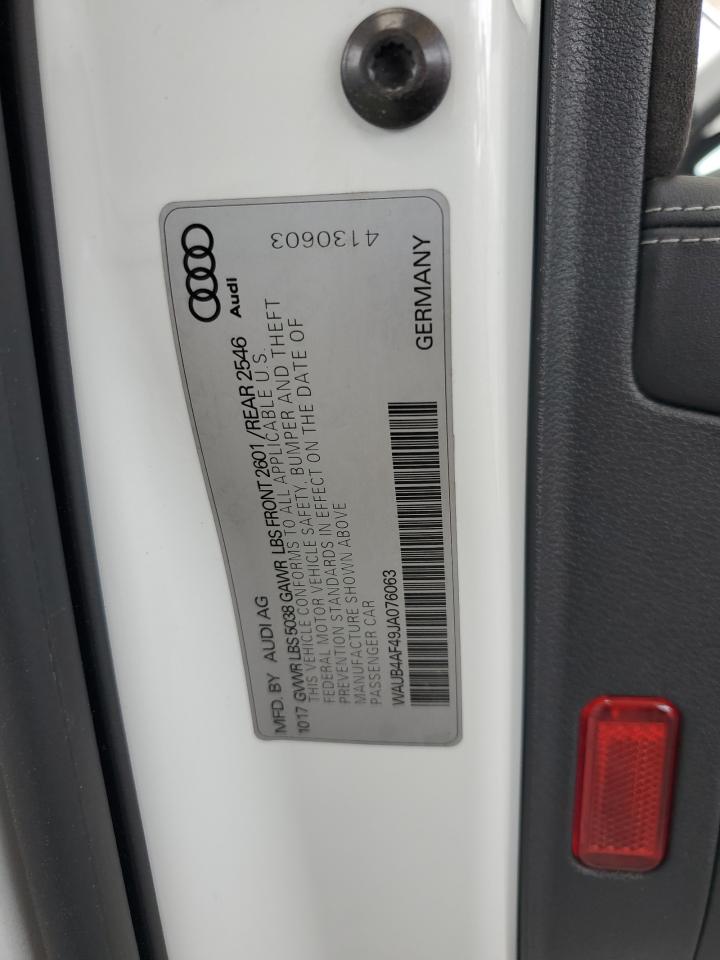 Audi
4130603
MFD. BY AUDI AG
1017 GVWR LBS 5038 GAWR LBS FRONT 2601 / REAR 2546
THIS VEHICLE CONFORMS TO ALL APPLICABLE U.S.
FEDERAL MOTOR VEHICLE SAFETY, BUMPER AND THEFT
PREVENTION STANDARDS IN EFFECT ON THE DATE OF
MANUFACTURE SHOWN ABOVE
PASSENGER CAR
WAUB4AF49JA076063
GERMANY